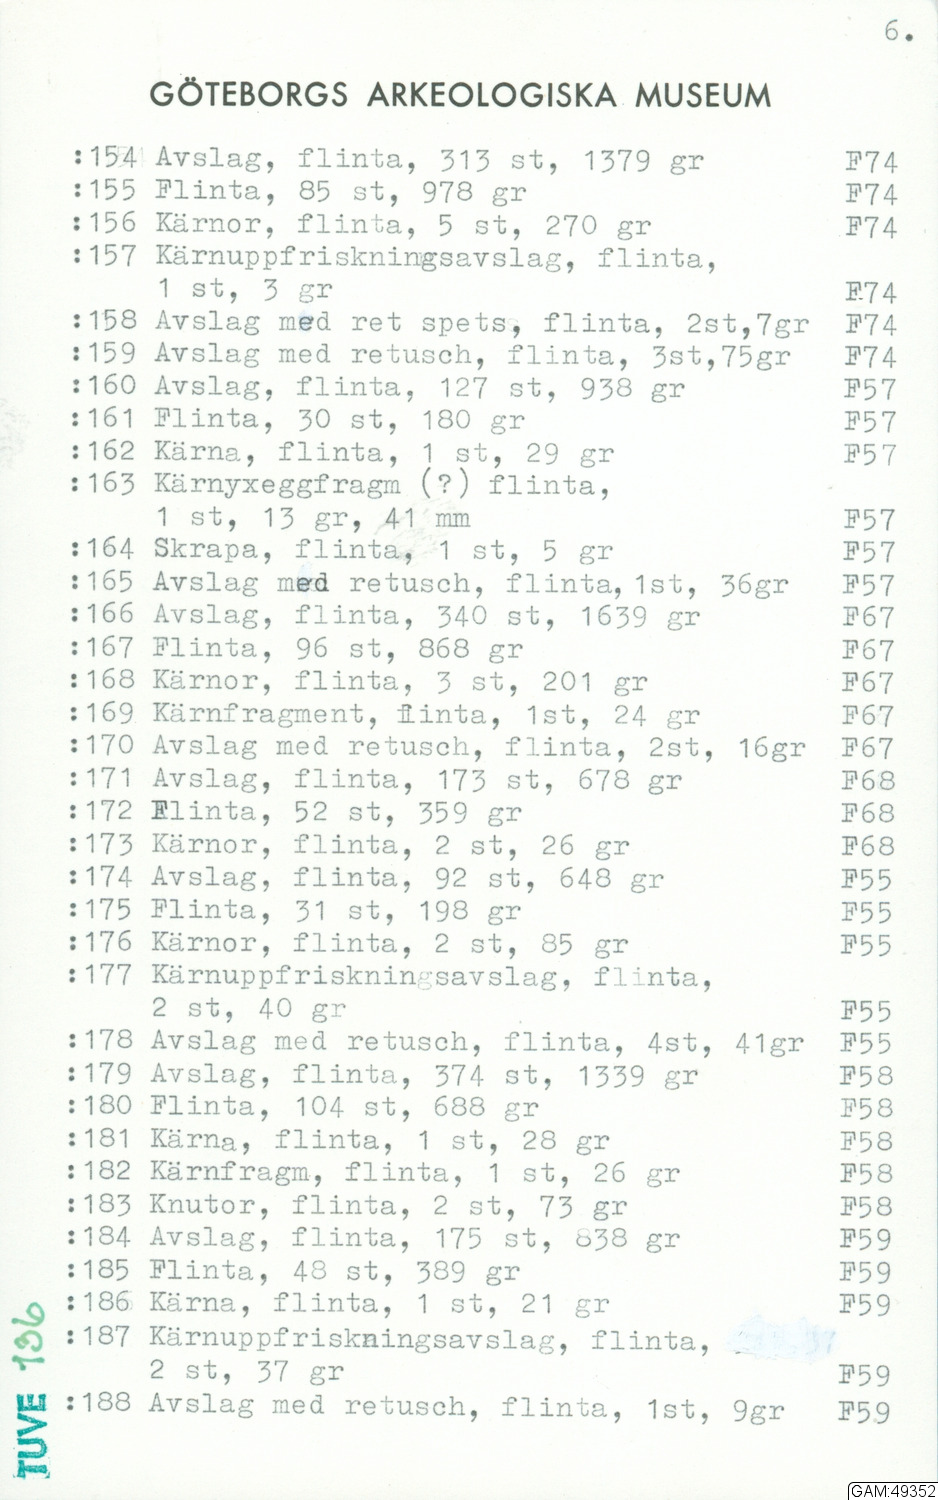 6.
GÖTEBORGS ARKEOLOGISKA MUSEUM
:154 Avslag, flinta, 313 st, 1379 gr F74
:155 Flinta, 85 st, 978 gr F74
:156 Kärnor, flinta, 5 st, 270 gr F74
:157 Kärnuppfriskningsavslag, flinta,
1 st, 3 gr F74
:158 Avslag med ret spets, flinta, 2st,7gr F74
:159 Avslag med retusch, flinta, 3st,75gr F74
:160 Avslag, flinta, 127 st, 938 gr F57
:161 Flinta, 30 st, 180 gr F57
:162 Kärna, flinta, 1 st, 29 gr F57
:163 Kärnyxeggfragm (?) flinta,
1 st, 13 gr, 41 mm F57
:164 Skrapa, flinta, 1 st, 5 gr F57
:165 Avslag med retusch, flinta,1st, 36gr F57
:166 Avslag, flinta, 340 st, 1639 gr F67
:167 Flinta, 96 st, 868 gr F67
:168 Kärnor, flinta, 3 st, 201 gr F67
:169 Kärnfragment, flinta, 1st, 24 gr F67
:170 Avslag med retusch, flinta, 2st, 16gr F67
:171 Avslag, flinta, 173 st, 678 gr F68
:172 Flinta, 52 st, 359 gr F68
:173 Kärnor, flinta, 2 st, 26 gr F68
:174 Avslag, flinta, 92 st, 648 gr F55
:175 Flinta, 31 st, 198 gr F55
:176 Kärnor, flinta, 2 st, 85 gr F55
:177 Kärnuppfriskningsavslag, flinta,
2 st, 40 gr F55
:178 Avslag med retusch, flinta, 4st, 41gr F55
:179 Avslag, flinta, 374 st, 1339 gr F58
:180 Flinta, 104 st, 688 gr F58
:181 Kärna, flinta, 1 st, 28 gr F58
:182 Kärnfragm, flinta, 1 st, 26 gr F58
:183 Knutor, flinta, 2 st, 73 gr F58
:184 Avslag, flinta, 175 st, 838 gr F59
:185 Flinta, 48 st, 389 gr F59
:186 Kärna, flinta, 1 st, 21 gr F59
:187 Kärnuppfriskningsavslag, flinta,
2 st, 37 gr F59
:188 Avslag med retusch, flinta, 1st, 9gr F59
TUVE 136
GAM:49352